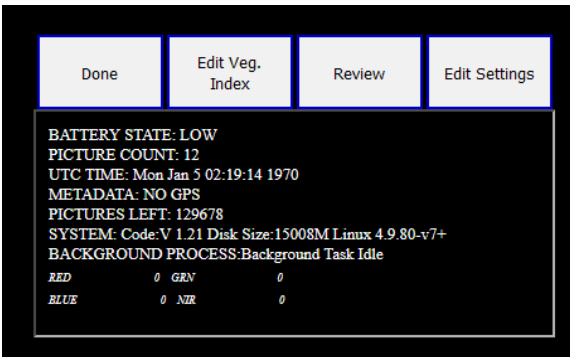 Done
Edit Veg.
Index
Review
Edit Settings
BATTERY STATE: LOW
PICTURE COUNT: 12
UTC TIME: Mon Jan 5 02:19:14 1970
METADATA: NO GPS
PICTURES LEFT: 129678
SYSTEM: Code:V 1.21 Disk Size:15008M Linux 4.9.80-v7+
BACKGROUND PROCESS:Background Task Idle
RED 0 GRN 0
BLUE 0 NIR 0